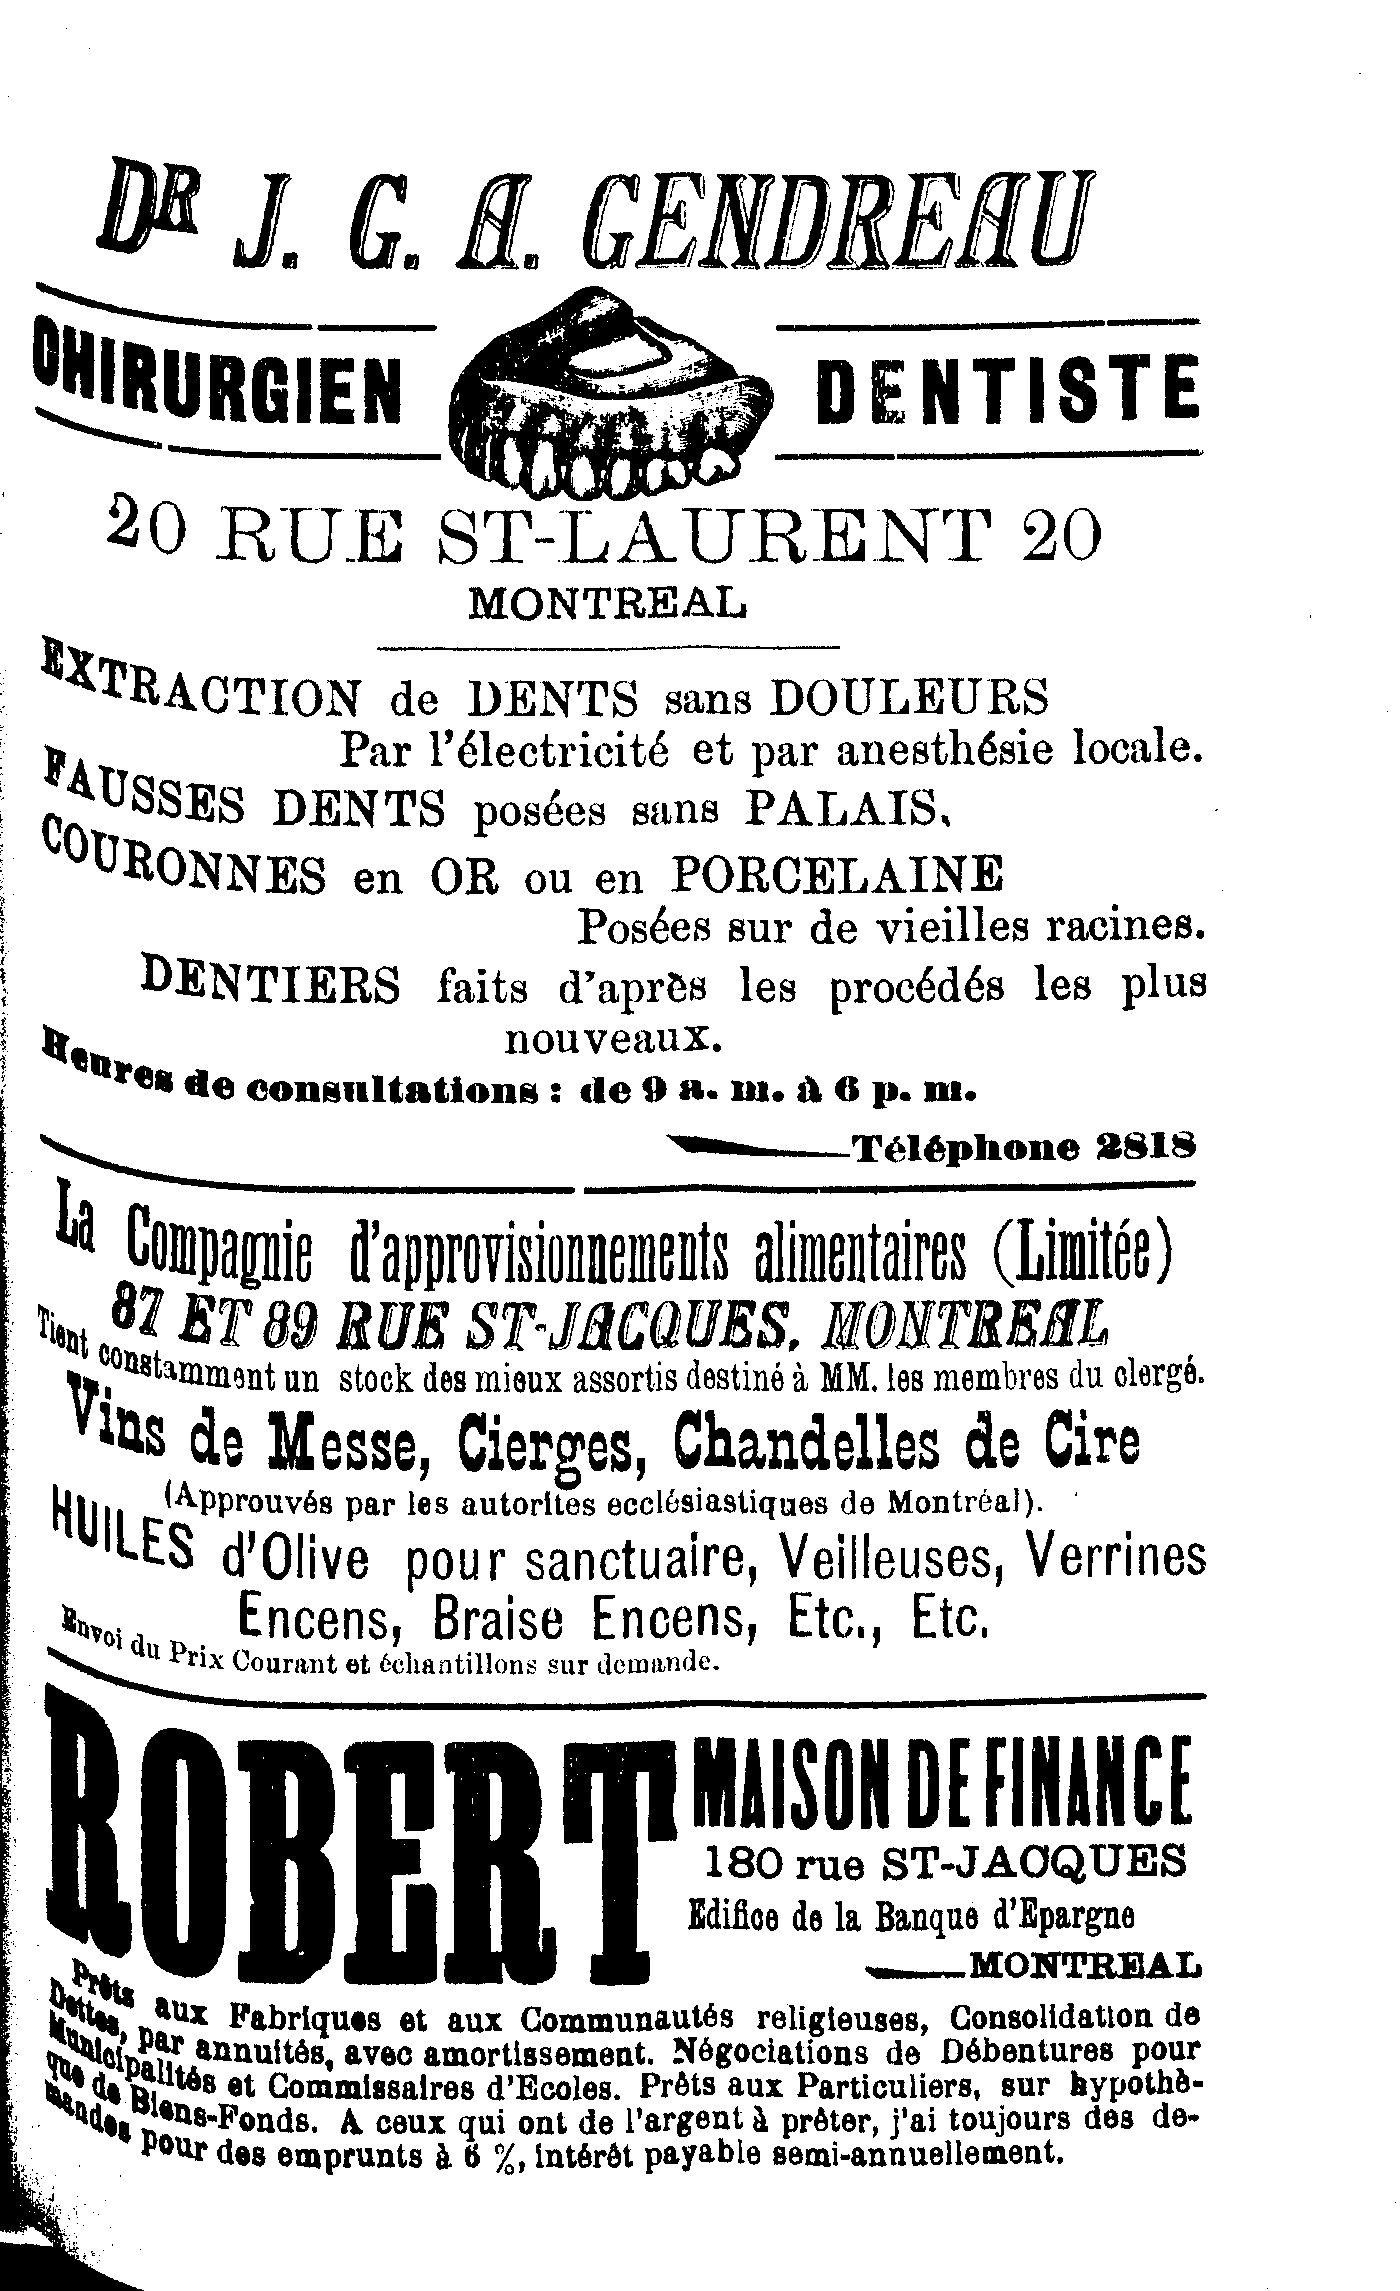 DR J. G. A. GENDREAU
CHIRURGIEN DENTISTE
20 RUE ST-LAURENT 20
MONTREAL
EXTRACTION de DENTS sans DOULEURS
Par l'électricité et par anesthésie locale.
FAUSSES DENTS posées sans PALAIS.
COURONNES en OR ou en PORCELAINE
Posées sur de vieilles racines.
DENTIERS faits d'après les procédés les plus
nouveaux.
Heures de consultations : de 9 a. m. à 6 p. m.
Téléphone 2818
La Compagnie d'approvisionnements alimentaires (Limitée)
87 ET 89 RUE ST-JACQUES. MONTREAL
Tient constamment un stock des mieux assortis destiné à MM. les membres du clergé.
Vins de Messe, Cierges, Chandelles de Cire
(Approuvés par les autorites ecclésiastiques de Montréal).
HUILES d'Olive pour sanctuaire, Veilleuses, Verrines
Encens, Braise Encens, Etc., Etc.
Envoi du Prix Courant et échantillons sur demande.
ROBERT MAISON DE FINANCE
180 rue ST-JACQUES
Edifice de la Banque d'Epargne
MONTREAL
Prêts aux Fabriques et aux Communautés religieuses, Consolidation de
Dettes, par annuités, avec amortissement. Négociations de Débentures pour
Municipalités et Commissaires d'Ecoles. Prêts aux Particuliers, sur hypothè-
que de Biens-Fonds. A ceux qui ont de l'argent à prêter, j'ai toujours des de-
mandes pour des emprunts à 6 %, intérêt payable semi-annuellement.